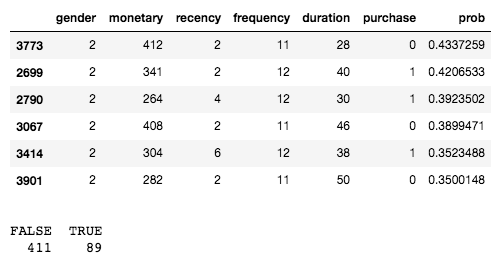 gender monetary recency frequency duration purchase prob
3773 2 412 2 11 28 0 0.4337259
2699 2 341 2 12 40 1 0.4206533
2790 2 264 4 12 30 1 0.3923502
3067 2 408 2 11 46 0 0.3899471
3414 2 304 6 12 38 1 0.3523488
3901 2 282 2 11 50 0 0.3500148
FALSE TRUE
411 89